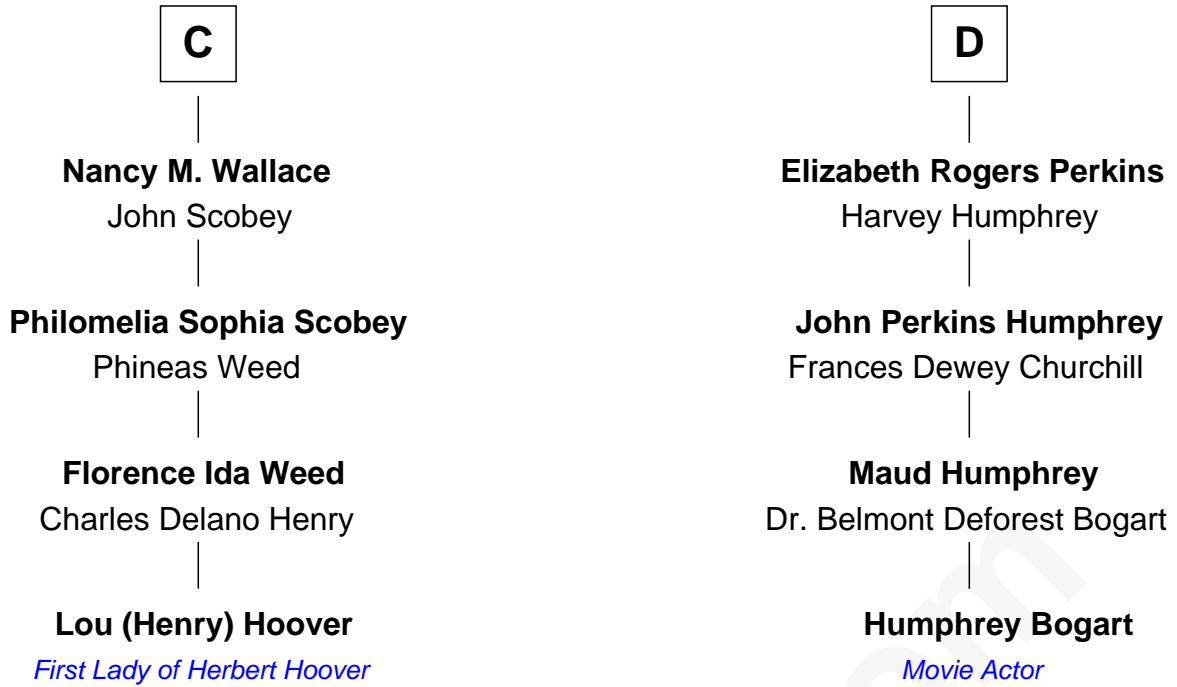 C
Nancy M. Wallace
John Scobey
Philomelia Sophia Scobey
Phineas Weed
Florence Ida Weed
Charles Delano Henry
Lou (Henry) Hoover
First Lady of Herbert Hoover
D
Elizabeth Rogers Perkins
Harvey Humphrey
John Perkins Humphrey
Frances Dewey Churchill
Maud Humphrey
Dr. Belmont Deforest Bogart
Humphrey Bogart
Movie Actor